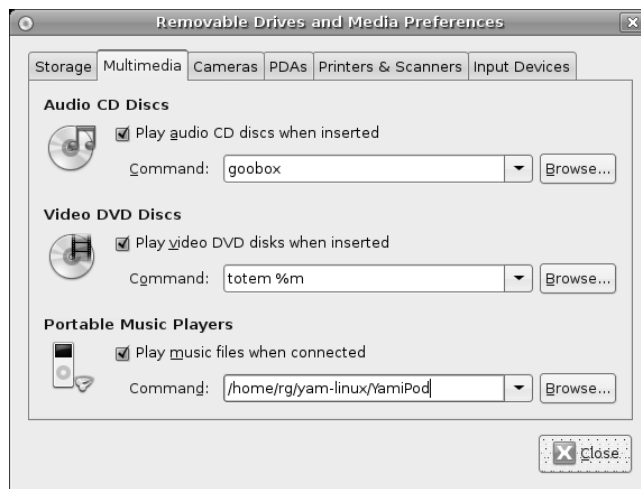 Removable Drives and Media Preferences
Storage Multimedia Cameras PDAs Printers & Scanners Input Devices
Audio CD Discs
Play audio CD discs when inserted
Command: goobox Browse...
Video DVD Discs
Play video DVD disks when inserted
Command: totem %m Browse...
Portable Music Players
Play music files when connected
Command: /home/rg/yam-linux/YamiPod Browse...
Close